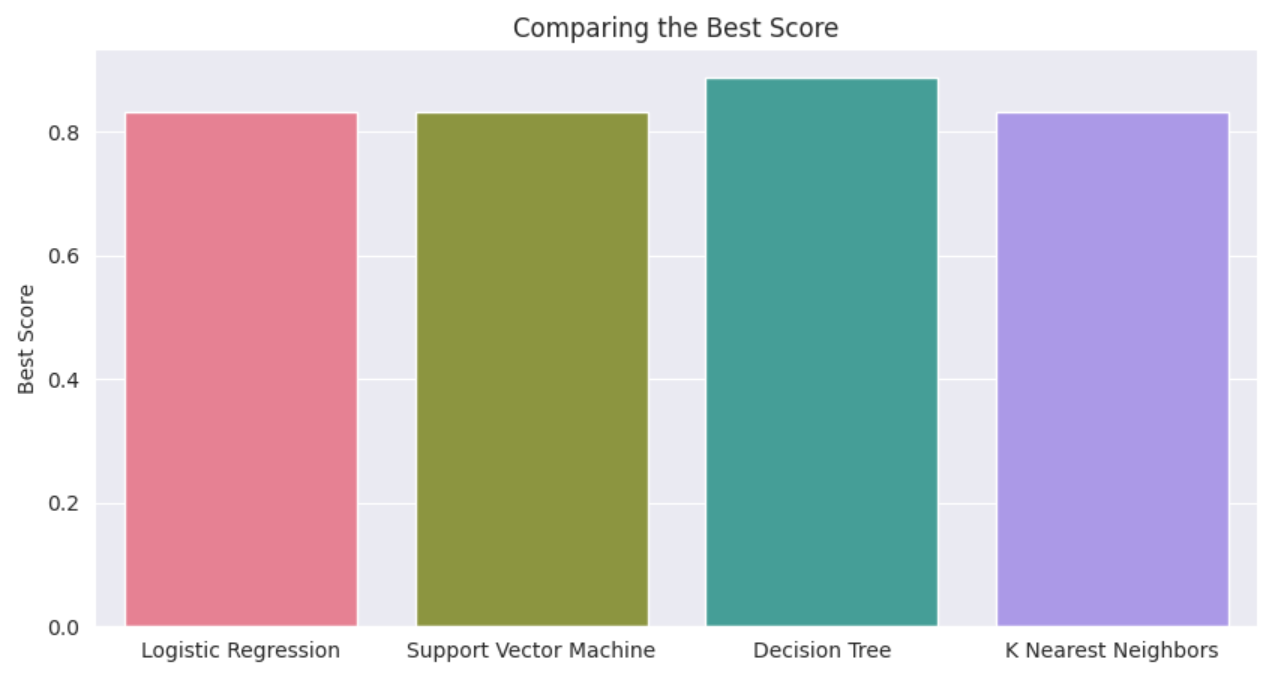 Comparing the Best Score
Best Score
0.8
0.6
0.4
0.2
0.0
Logistic Regression
Support Vector Machine
Decision Tree
K Nearest Neighbors